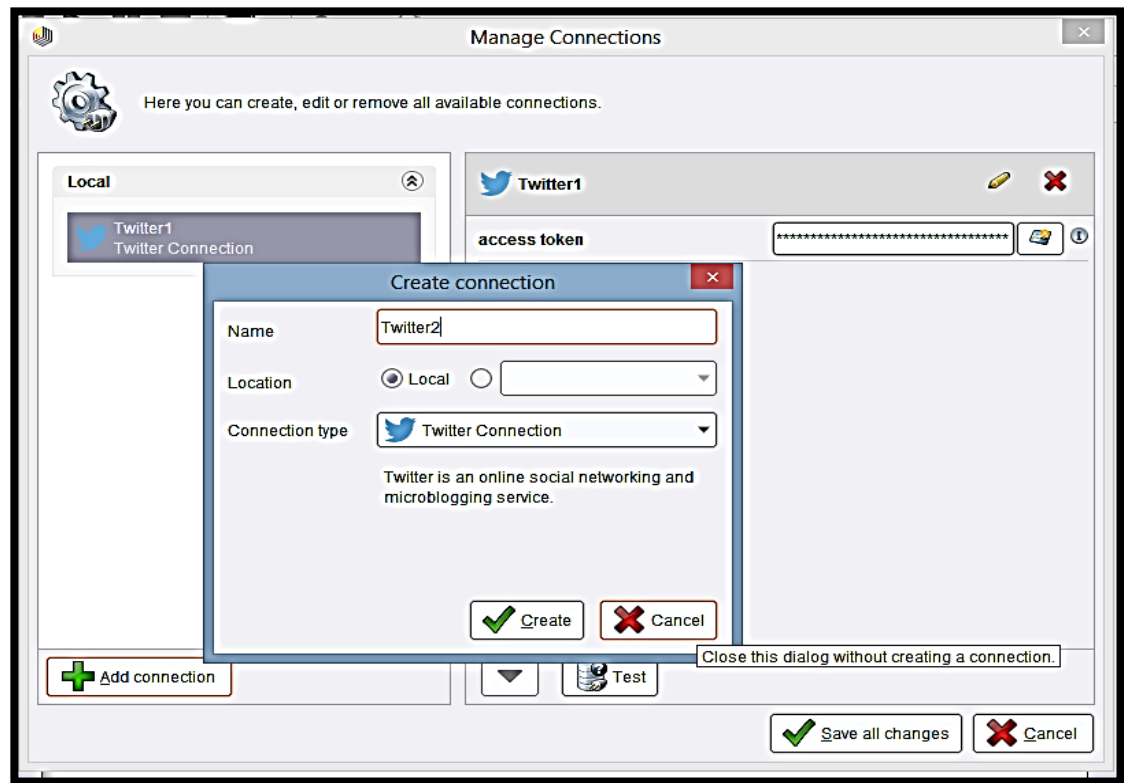 Manage Connections
Here you can create, edit or remove all available connections.
Local
Twitter1
Twitter Connection
Twitter1
access token
***********************************
Create connection
Name
Twitter2
Location
Local
Connection type
Twitter Connection
Twitter is an online social networking and
microblogging service.
Create
Cancel
Close this dialog without creating a connection.
Add connection
Test
Save all changes
Cancel